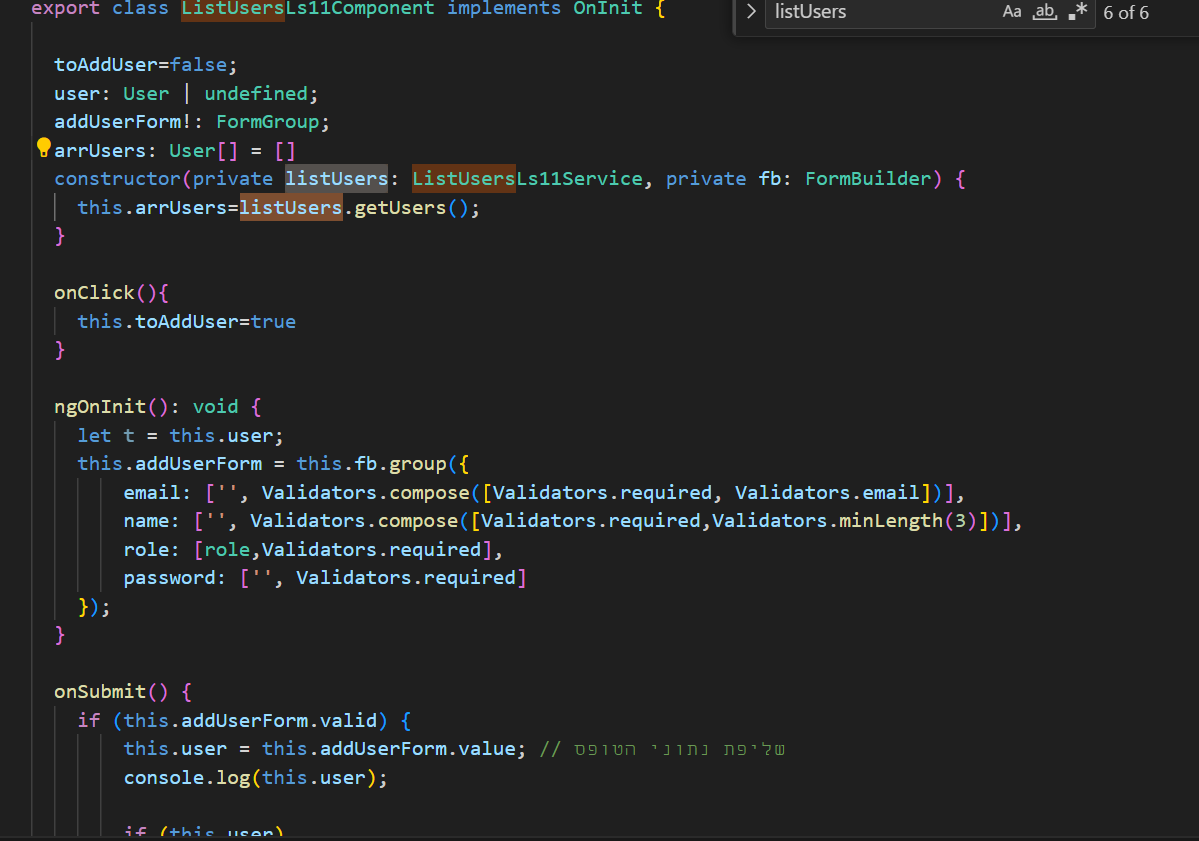 export class ListUsersLs11Component implements OnInit {
listUsers Aa ab .* 6 of 6
toAddUser=false;
user: User | undefined;
addUserForm!: FormGroup;
arrUsers: User[] = []
constructor(private listUsers: ListUsersLs11Service, private fb: FormBuilder) {
this.arrUsers=listUsers.getUsers();
}
onClick(){
this.toAddUser=true
}
ngOnInit(): void {
let t = this.user;
this.addUserForm = this.fb.group({
email: ['', Validators.compose([Validators.required, Validators.email])],
name: ['', Validators.compose([Validators.required,Validators.minLength(3)])],
role: [role,Validators.required],
password: ['', Validators.required]
});
}
onSubmit() {
if (this.addUserForm.valid) {
this.user = this.addUserForm.value; // שליפת נתוני הטופס
console.log(this.user);
if (this.user)